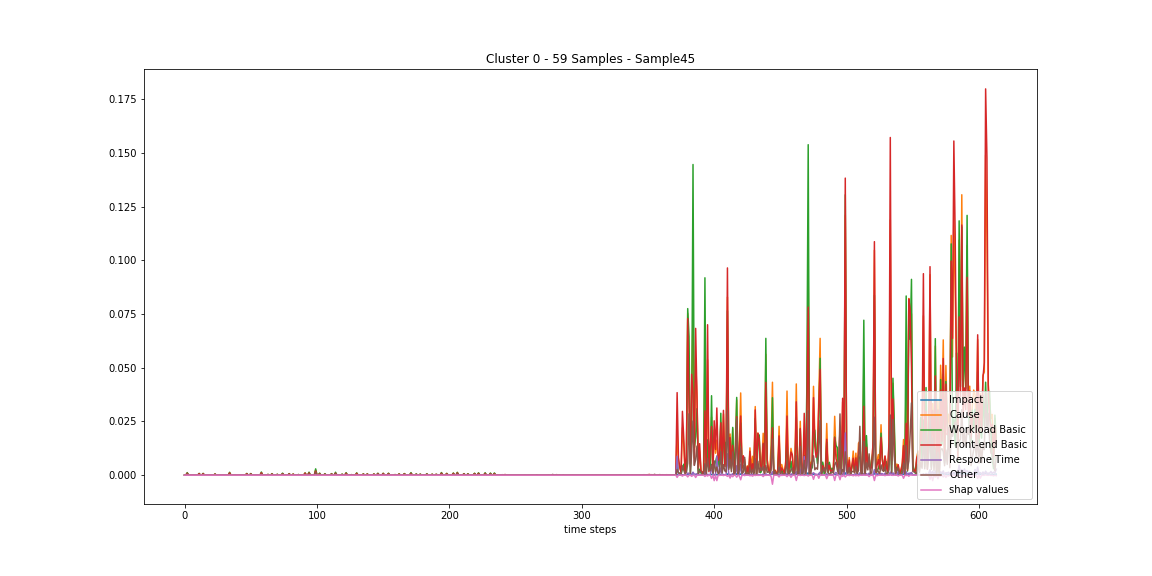 Cluster 0 - 59 Samples - Sample45
0.175
0.150
0.125
0.100
0.075
0.050
0.025
0.000
Impact
Cause
Workload Basic
Front-end Basic
Respone Time
Other
shap values
0 100 200 300 400 500 600
time steps